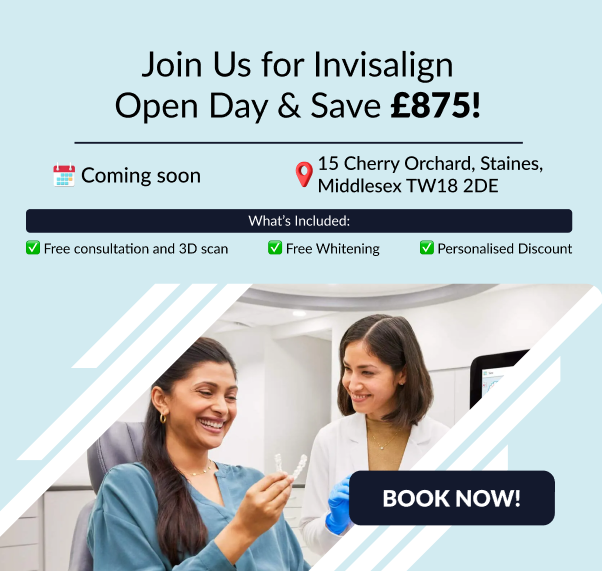 Join Us for Invisalign
Open Day & Save £875!
Coming soon
15 Cherry Orchard, Staines,
Middlesex TW18 2DE
What's Included:
Free consultation and 3D scan
Free Whitening
Personalised Discount
BOOK NOW!